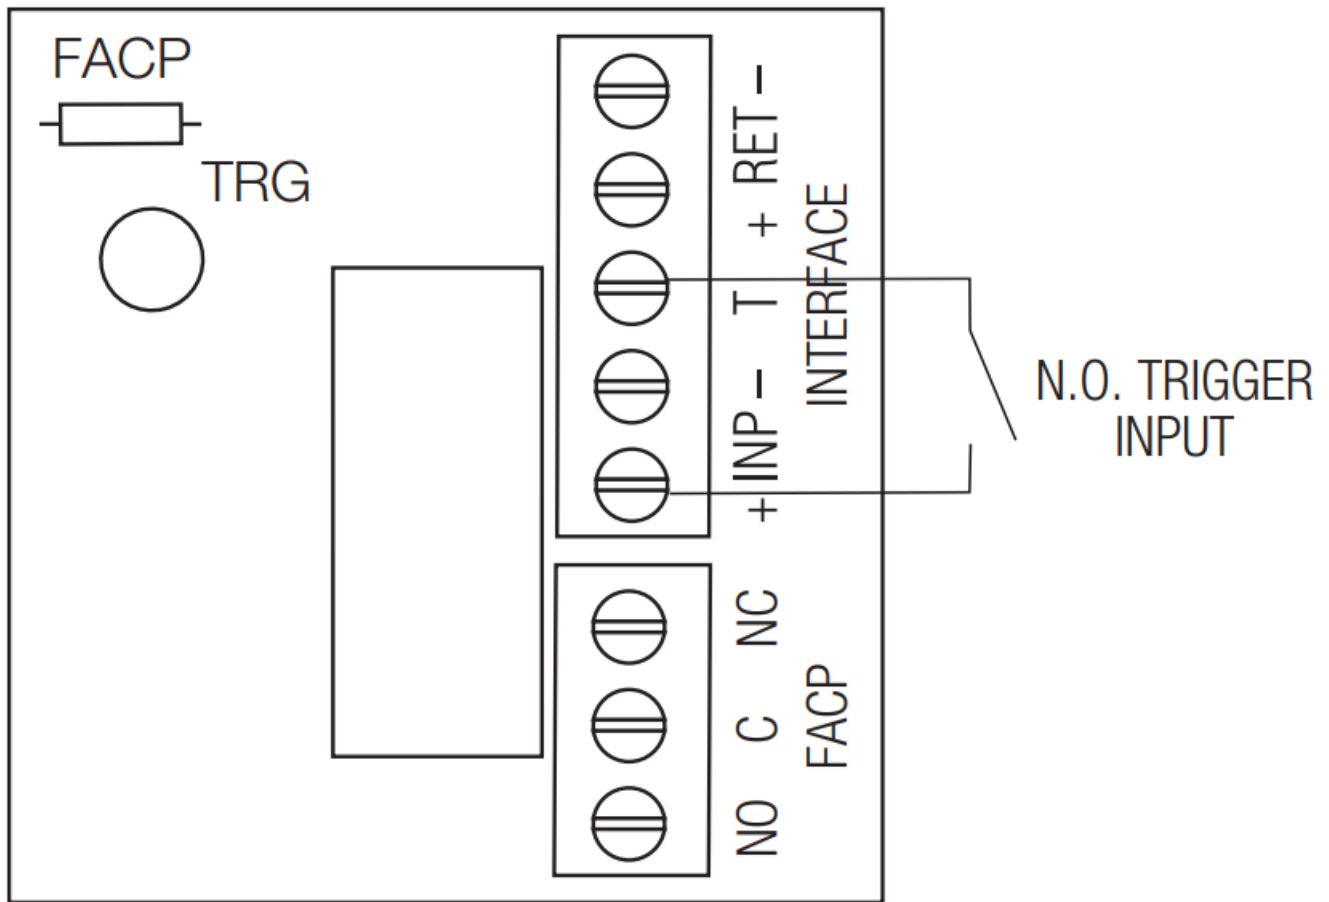 FACP
TRG
+ INP − T + RET −
INTERFACE
N.O. TRIGGER
INPUT
NO C NC
FACP